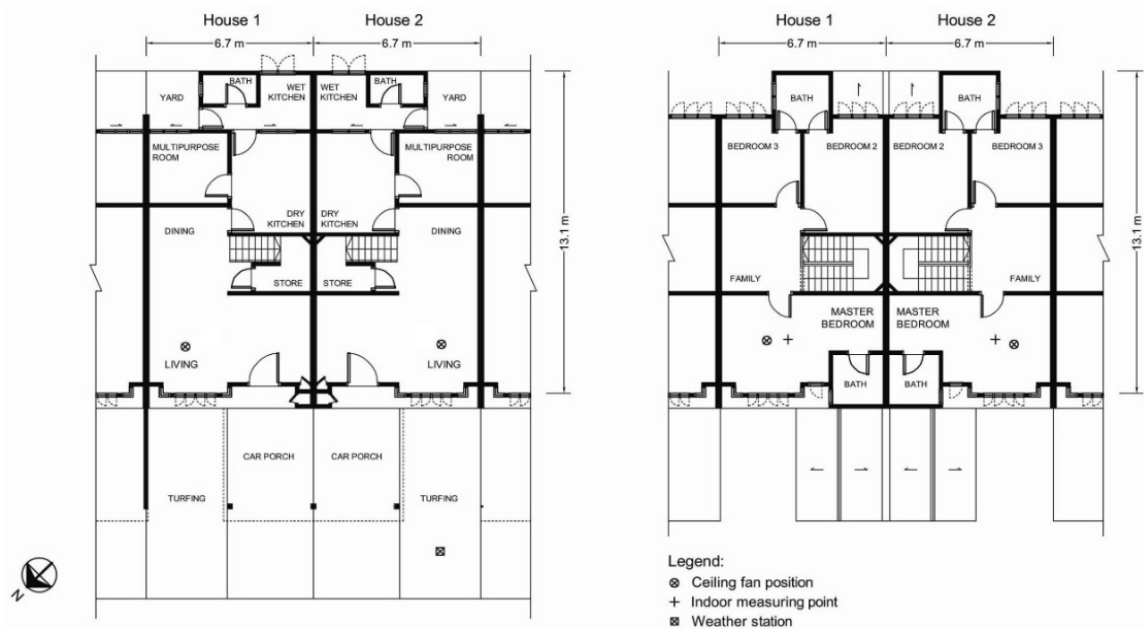 House 1 House 2
6.7 m 6.7 m
BATH BATH
YARD WET KITCHEN WET KITCHEN YARD
MULTIPURPOSE ROOM MULTIPURPOSE ROOM
DINING DRY KITCHEN DRY KITCHEN DINING
STORE STORE
LIVING LIVING
CAR PORCH CAR PORCH
TURFING TURFING
N
13.1 m
House 1 House 2
6.7 m 6.7 m
BATH BATH
BEDROOM 3 BEDROOM 2 BEDROOM 2 BEDROOM 3
FAMILY FAMILY
MASTER BEDROOM MASTER BEDROOM
BATH BATH
13.1 m
Legend:
Ceiling fan position
Indoor measuring point
Weather station